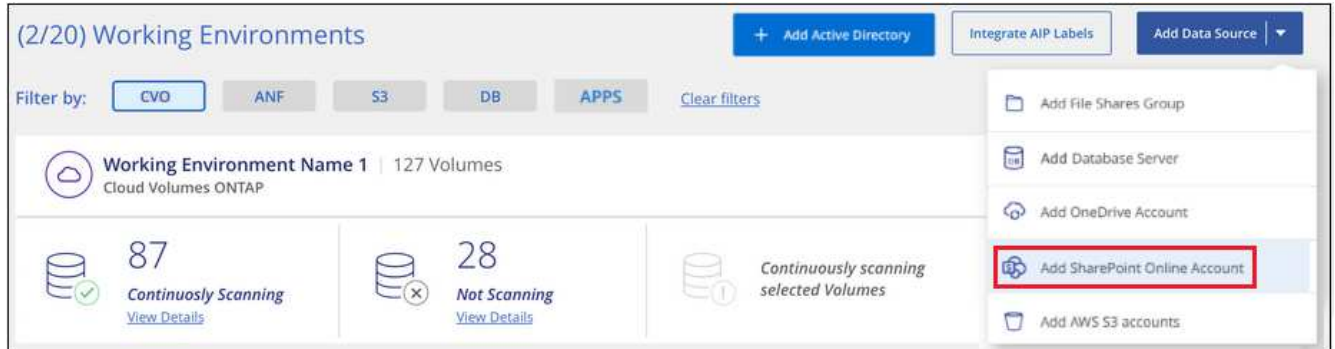 (2/20) Working Environments
+ Add Active Directory
Integrate AIP Labels
Add Data Source
Filter by:
CVO
ANF
S3
DB
APPS
Clear filters
Add File Shares Group
DB
Add Database Server
Add OneDrive Account
Add SharePoint Online Account
Add AWS S3 accounts
Working Environment Name 1 | 127 Volumes
Cloud Volumes ONTAP
87
Continuosly Scanning
View Details
28
Not Scanning
View Details
Continuously scanning
selected Volumes